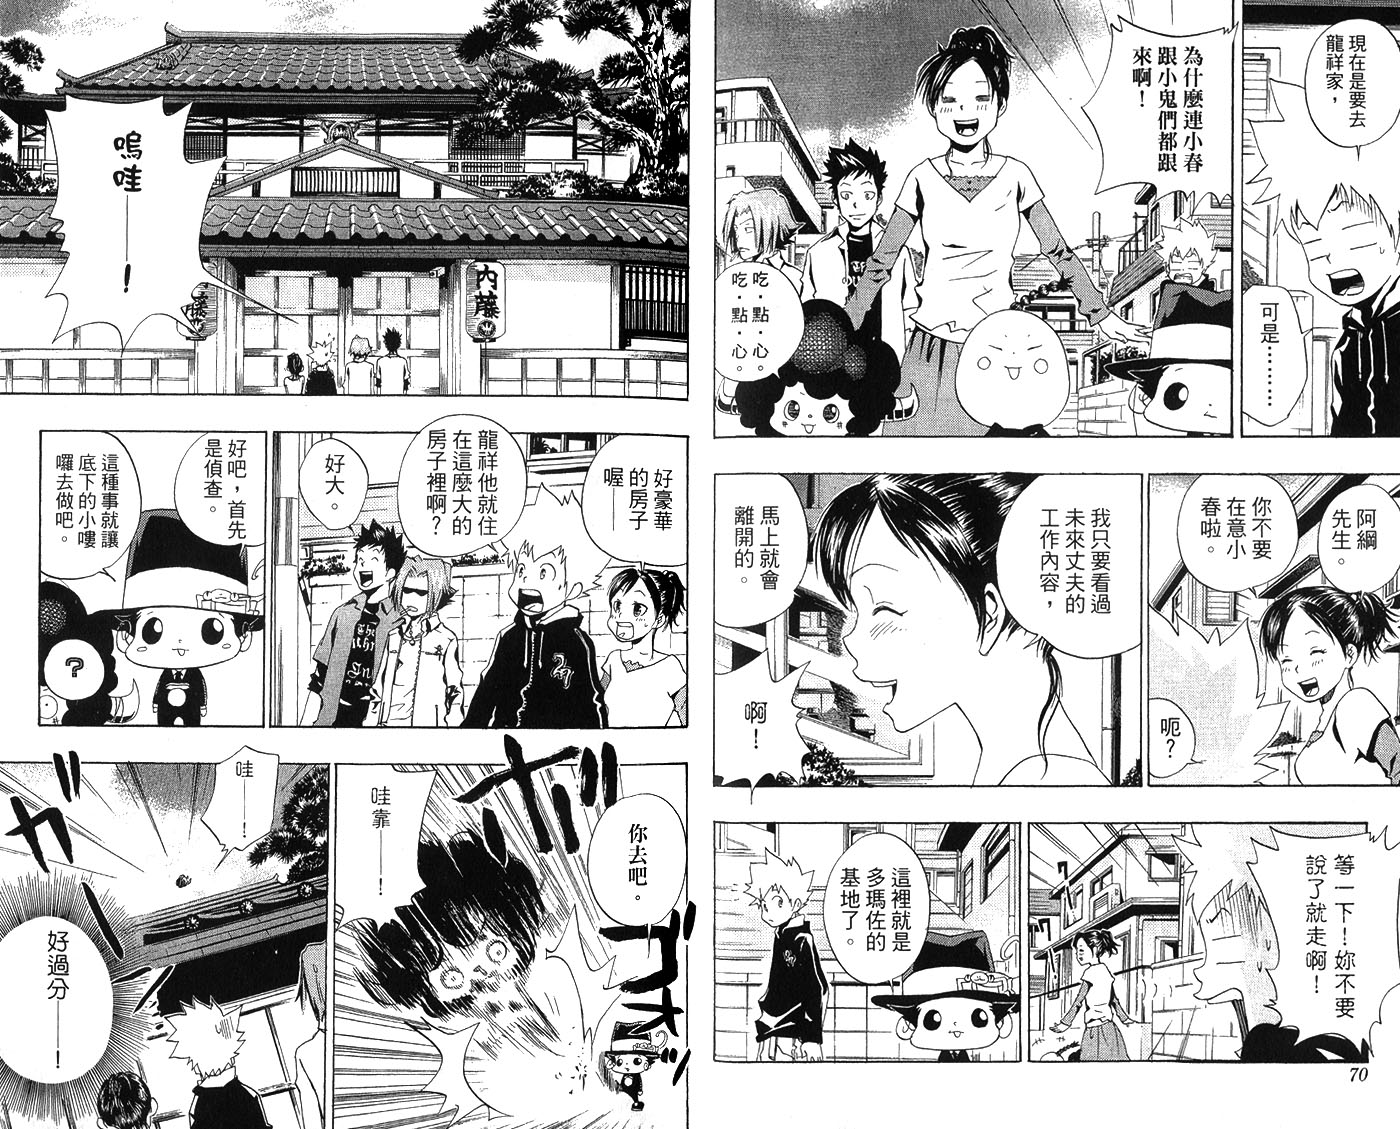 現在是要去
龍祥家，
可是………
為什麼連小春
跟小鬼們都跟
來啊！
吃．點．心。
吃．點．心。
阿綱
先生。
你不要
在意小
春啦。
呃？
我只要看過
未來丈夫的
工作內容，
馬上就會
離開的。
啊！
等一下！妳不要
說了就走啊！
這裡就是
多瑪佐的
基地了。
70
嗚哇——！
內藤
好豪華
的房子
喔——
龍祥他就住
在這麼大的
房子裡啊？
好大。
好吧，首先
是偵查。
這種事就讓
底下的小嘍
囉去做吧。
？
你去吧。
ドゴオッ
哇靠——！
哇——！
ガガ
好過分——！